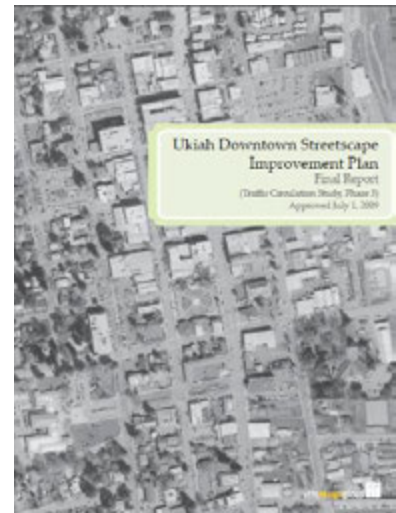 Ukiah Downtown Streetscape
Improvement Plan
Final Report
(Traffic Circulation Study, Phase 3)
Approved July 1, 2009